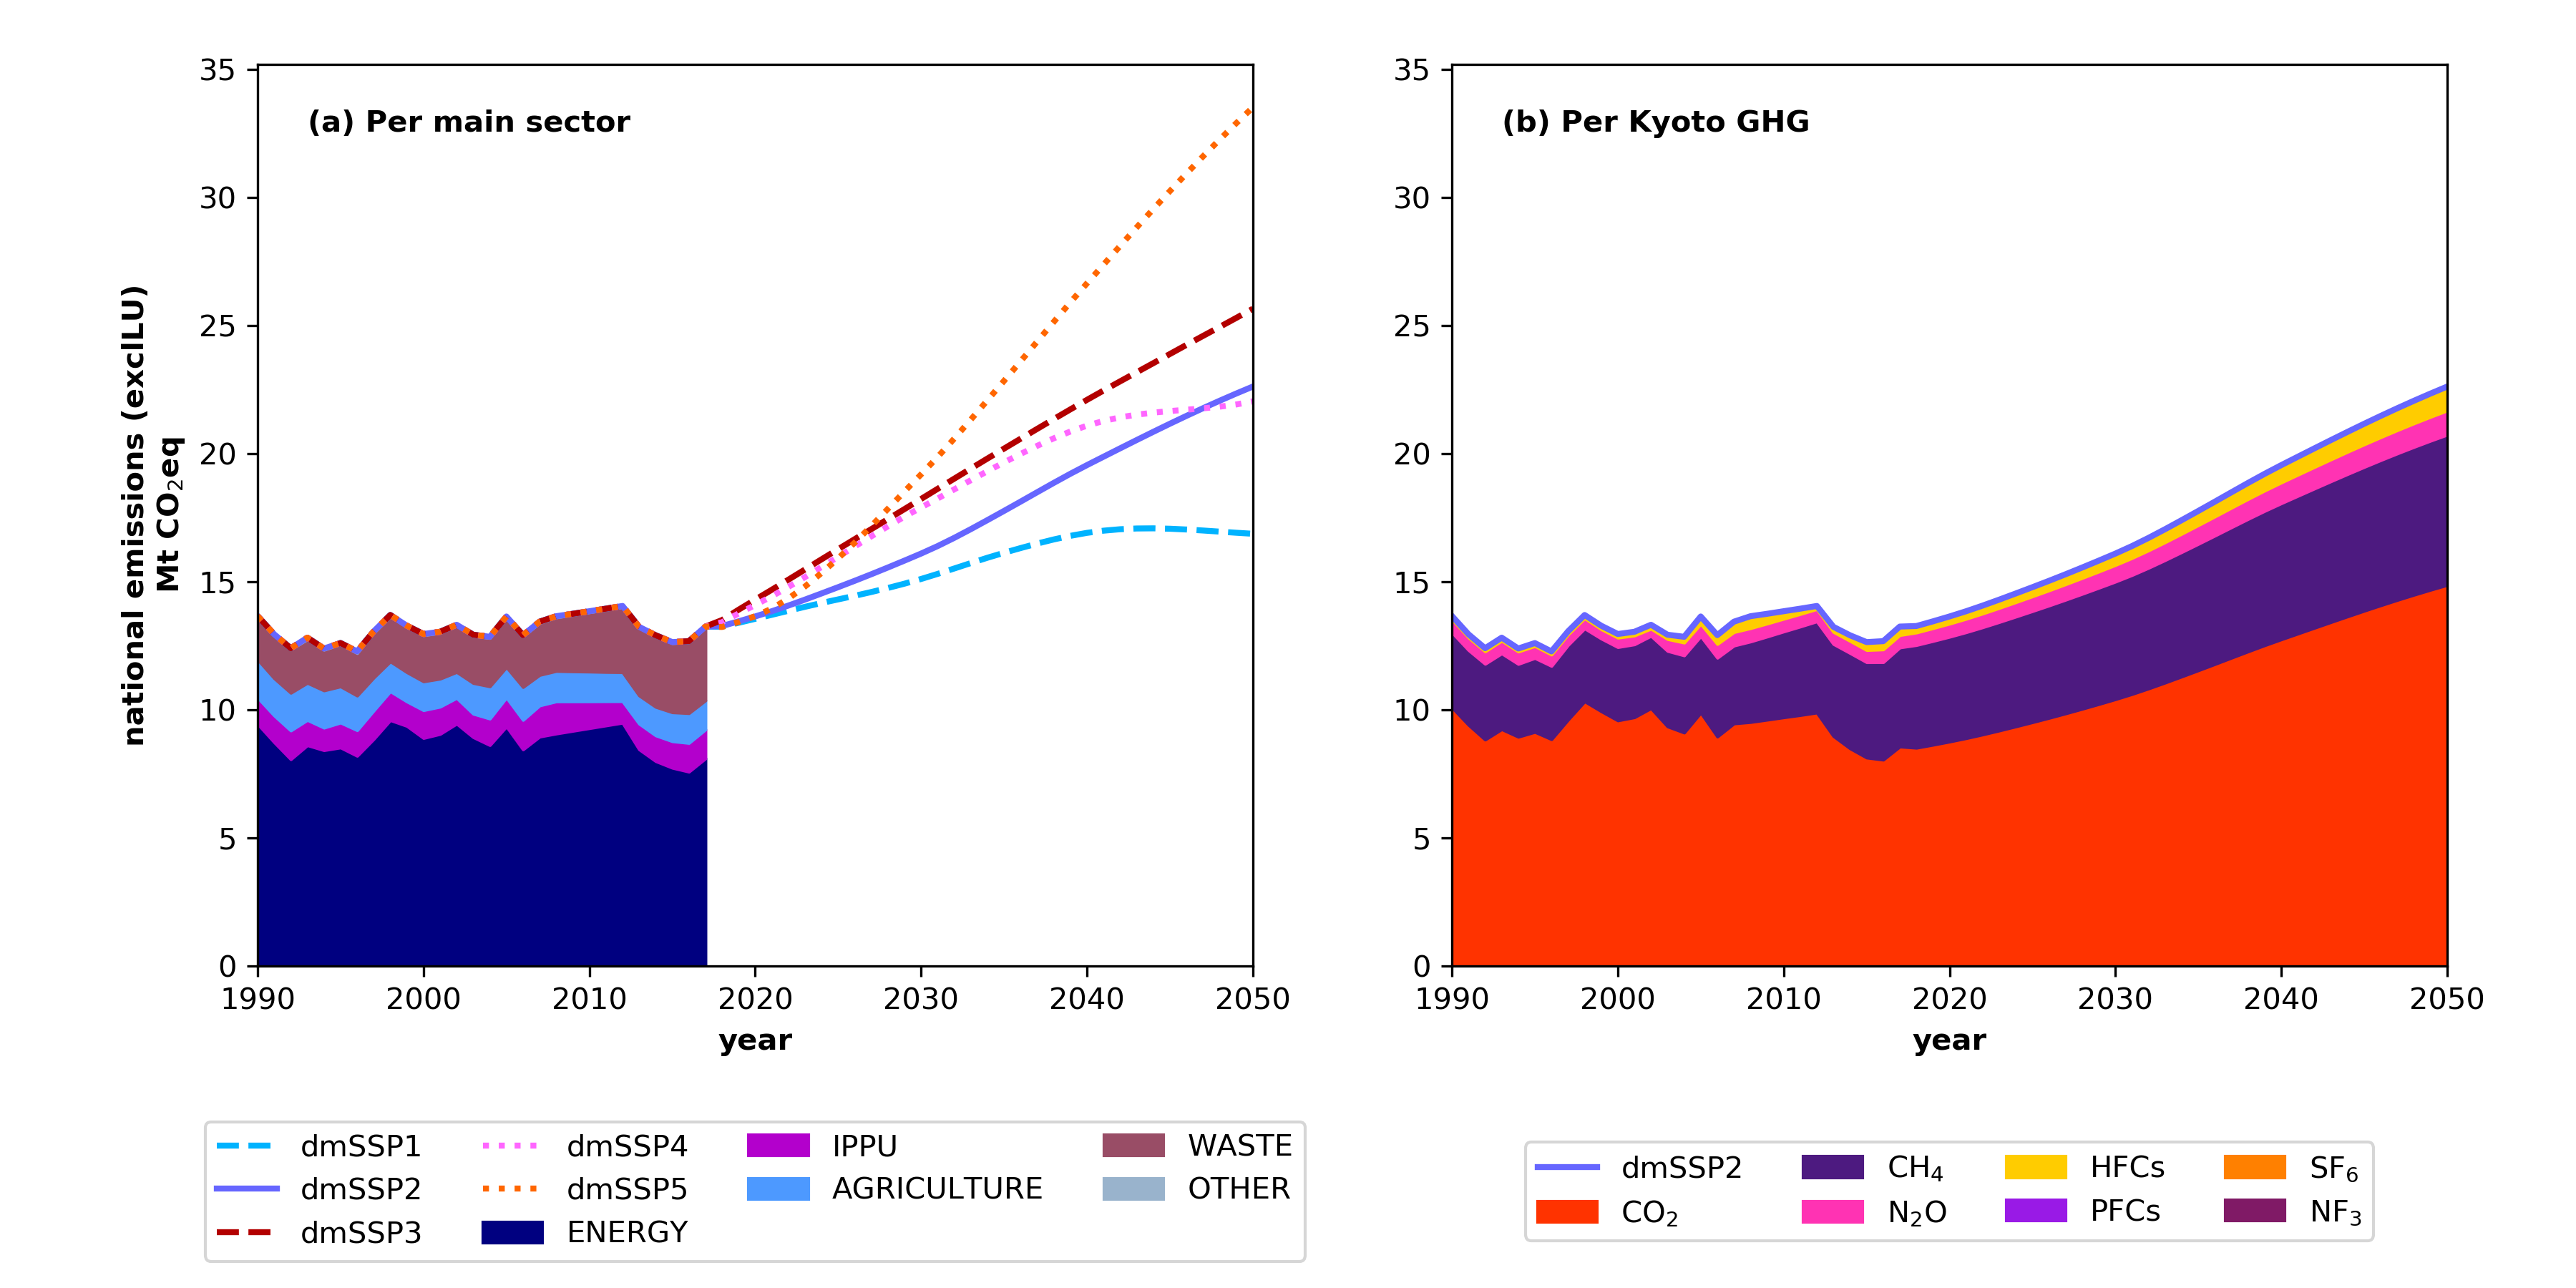 (a) Per main sector
national emissions (exclLU)
Mt CO₂eq
35
30
25
20
15
10
5
0
1990 2000 2010 2020 2030 2040 2050
year
dmSSP1 dmSSP4 IPPU WASTE
dmSSP2 dmSSP5 AGRICULTURE OTHER
dmSSP3 ENERGY
(b) Per Kyoto GHG
35
30
25
20
15
10
5
0
1990 2000 2010 2020 2030 2040 2050
year
dmSSP2 CH₄ HFCs SF₆
CO₂ N₂O PFCs NF₃